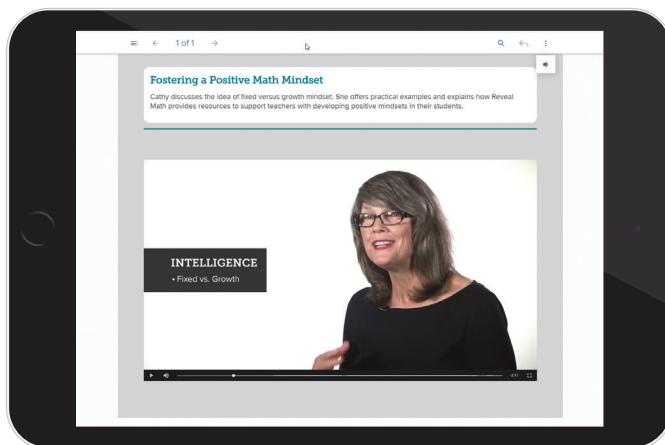 1 of 1
Fostering a Positive Math Mindset
Cathy discusses the idea of fixed versus growth mindset. She offers practical examples and explains how Reveal
Math provides resources to support teachers with developing positive mindsets in their students.
INTELLIGENCE
• Fixed vs. Growth